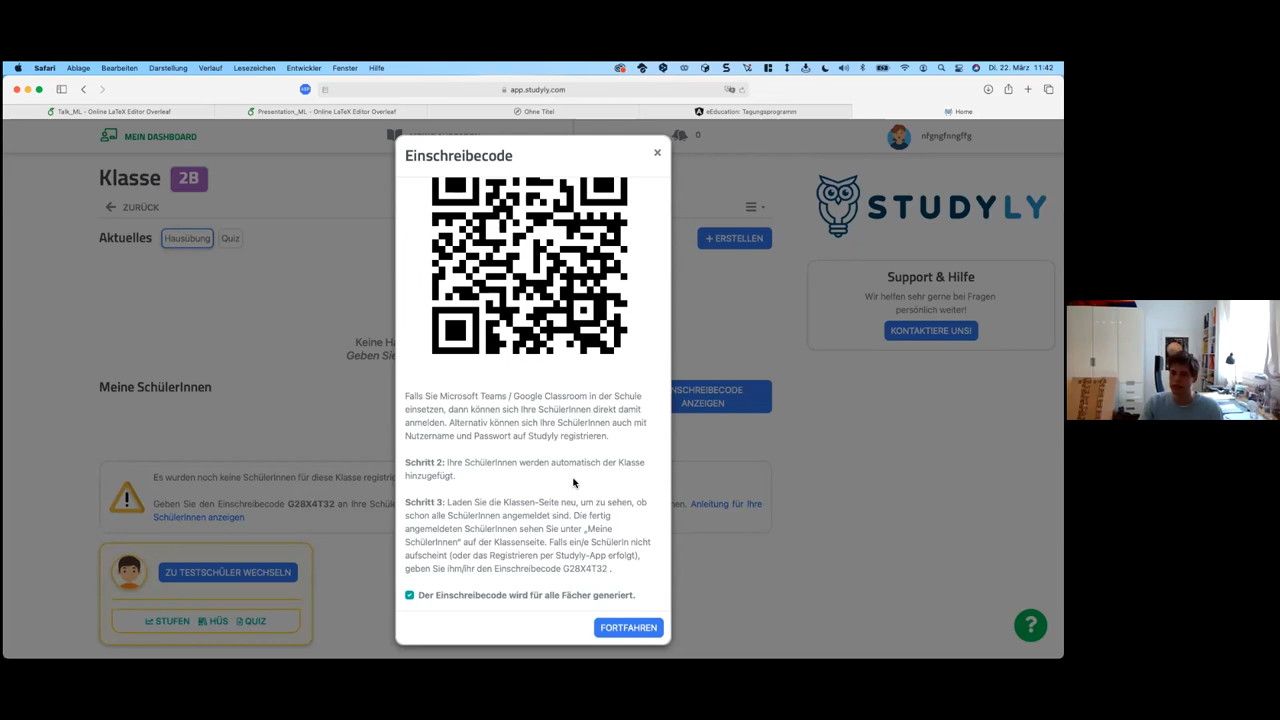 Safari Ablage Bearbeiten Darstellung Verlauf Lesezeichen Entwickler Fenster Hilfe
Di. 22. März 11:42
app.studyly.com
Talk_ML - Online LaTeX Editor Overleaf
Presentation_ML - Online LaTeX Editor Overleaf
Ohne Titel
eEducation: Tagungsprogramm
Home
MEIN DASHBOARD
0
nfgngfnngffg
Klasse 2B
ZURÜCK
Aktuelles Hausübung Quiz
+ ERSTELLEN
Keine Ha
Geben Sie
Meine SchülerInnen
NSCHREIBECODE
ANZEIGEN
Es wurden noch keine SchülerInnen für diese Klasse registri
Geben Sie den Einschreibecode G28X4T32 an Ihre Sch
nen. Anleitung für Ihre
SchülerInnen anzeigen
ZU TESTSCHÜLER WECHSELN
STUFEN HÜS QUIZ
Einschreibecode
×
Falls Sie Microsoft Teams / Google Classroom in der Schule
einsetzen, dann können sich Ihre SchülerInnen direkt damit
anmelden. Alternativ können sich Ihre SchülerInnen auch mit
Nutzername und Passwort auf Studyly registrieren.
Schritt 2: Ihre SchülerInnen werden automatisch der Klasse
hinzugefügt.
Schritt 3: Laden Sie die Klassen-Seite neu, um zu sehen, ob
schon alle SchülerInnen angemeldet sind. Die fertig
angemeldeten SchülerInnen sehen Sie unter „Meine
SchülerInnen" auf der Klassenseite. Falls ein/e SchülerIn nicht
aufscheint (oder das Registrieren per Studyly-App erfolgt),
geben Sie ihm/ihr den Einschreibecode G28X4T32 .
Der Einschreibecode wird für alle Fächer generiert.
FORTFAHREN
STUDYLY
Support & Hilfe
Wir helfen sehr gerne bei Fragen
persönlich weiter!
KONTAKTIERE UNS!
?